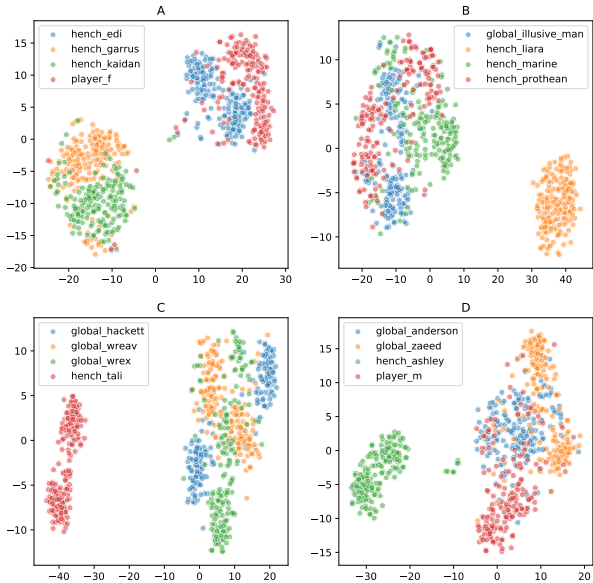 A
hench_edi
hench_garrus
hench_kaidan
player_f
15
10
5
0
−5
−10
−15
−20
−20
−10
0
10
20
30
B
global_illusive_man
hench_liara
hench_marine
hench_prothean
10
5
0
−5
−10
−20
−10
0
10
20
30
40
C
global_hackett
global_wreav
global_wrex
hench_tali
10
5
0
−5
−10
−40
−30
−20
−10
0
10
20
D
global_anderson
global_zaeed
hench_ashley
player_m
15
10
5
0
−5
−10
−15
−30
−20
−10
0
10
20